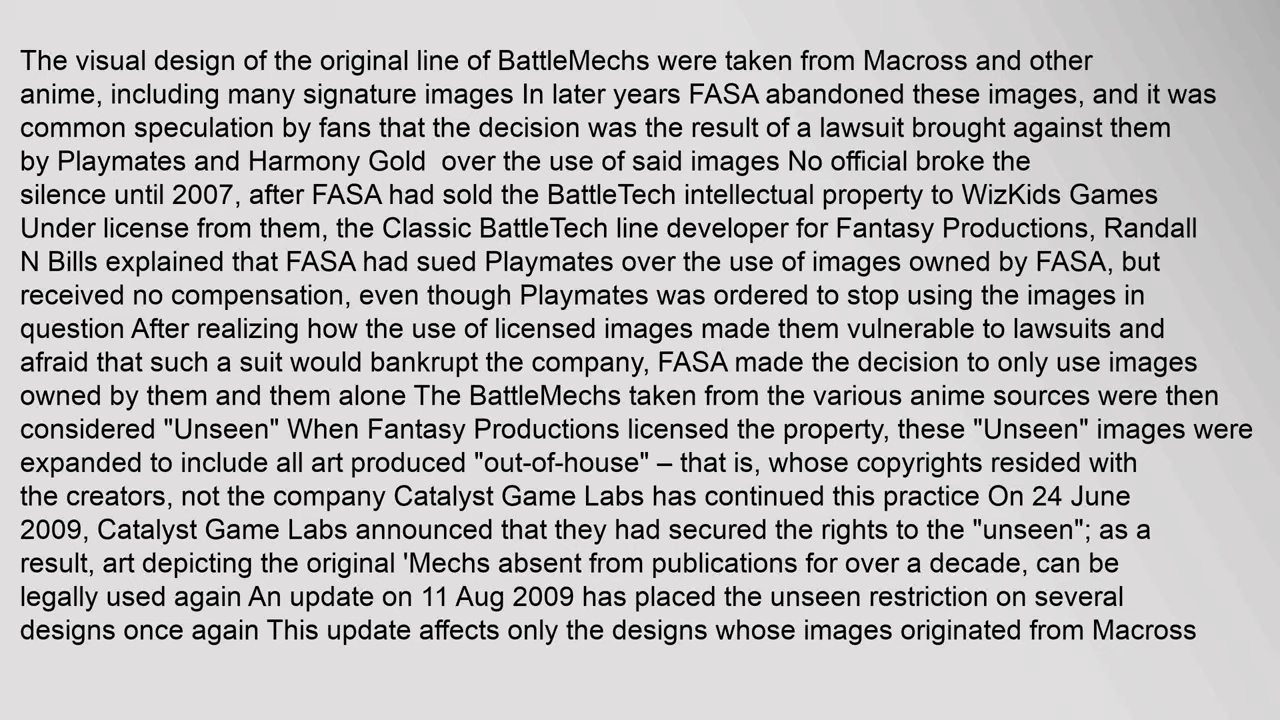 The visual design of the original line of BattleMechs were taken from Macross and other
anime, including many signature images In later years FASA abandoned these images, and it was
common speculation by fans that the decision was the result of a lawsuit brought against them
by Playmates and Harmony Gold  over the use of said images No official broke the
silence until 2007, after FASA had sold the BattleTech intellectual property to WizKids Games
Under license from them, the Classic BattleTech line developer for Fantasy Productions, Randall
N Bills explained that FASA had sued Playmates over the use of images owned by FASA, but
received no compensation, even though Playmates was ordered to stop using the images in
question After realizing how the use of licensed images made them vulnerable to lawsuits and
afraid that such a suit would bankrupt the company, FASA made the decision to only use images
owned by them and them alone The BattleMechs taken from the various anime sources were then
considered "Unseen" When Fantasy Productions licensed the property, these "Unseen" images were
expanded to include all art produced "out-of-house" – that is, whose copyrights resided with
the creators, not the company Catalyst Game Labs has continued this practice On 24 June
2009, Catalyst Game Labs announced that they had secured the rights to the "unseen"; as a
result, art depicting the original 'Mechs absent from publications for over a decade, can be
legally used again An update on 11 Aug 2009 has placed the unseen restriction on several
designs once again This update affects only the designs whose images originated from Macross